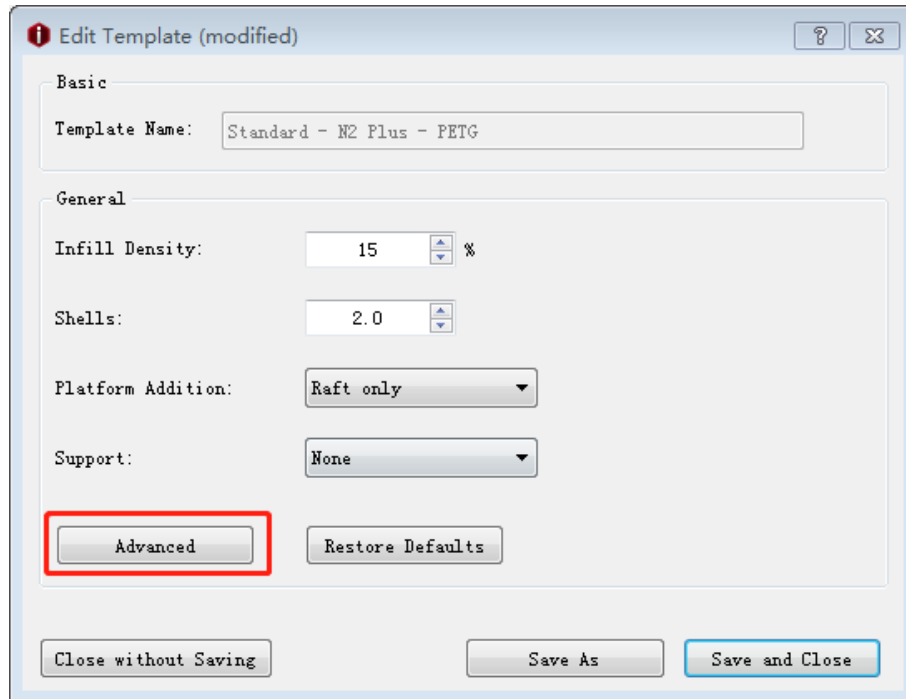 Edit Template (modified)
Basic
Template Name: Standard - N2 Plus - PETG
General
Infill Density: 15 %
Shells: 2.0
Platform Addition: Raft only
Support: None
Advanced Restore Defaults
Close without Saving Save As Save and Close